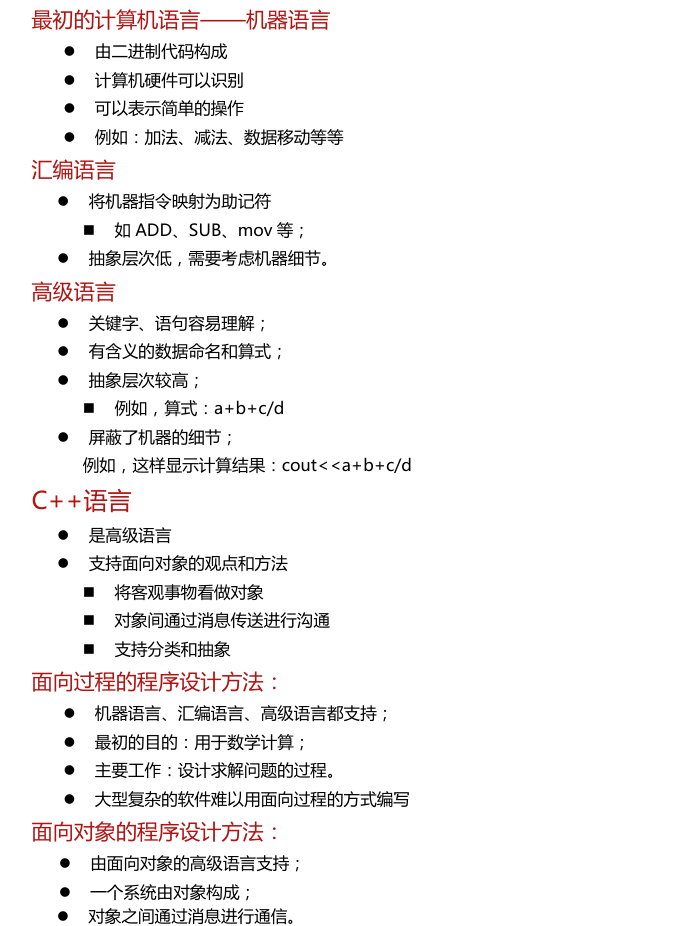 最初的计算机语言——机器语言
● 由二进制代码构成
● 计算机硬件可以识别
● 可以表示简单的操作
● 例如：加法、减法、数据移动等等
汇编语言
● 将机器指令映射为助记符
■ 如 ADD、SUB、mov 等；
● 抽象层次低，需要考虑机器细节。
高级语言
● 关键字、语句容易理解；
● 有含义的数据命名和算式；
● 抽象层次较高；
■ 例如，算式：a+b+c/d
● 屏蔽了机器的细节；
例如，这样显示计算结果：cout<<a+b+c/d
C++语言
● 是高级语言
● 支持面向对象的观点和方法
■ 将客观事物看做对象
■ 对象间通过消息传送进行沟通
■ 支持分类和抽象
面向过程的程序设计方法：
● 机器语言、汇编语言、高级语言都支持；
● 最初的目的：用于数学计算；
● 主要工作：设计求解问题的过程。
● 大型复杂的软件难以用面向过程的方式编写
面向对象的程序设计方法：
● 由面向对象的高级语言支持；
● 一个系统由对象构成；
● 对象之间通过消息进行通信。